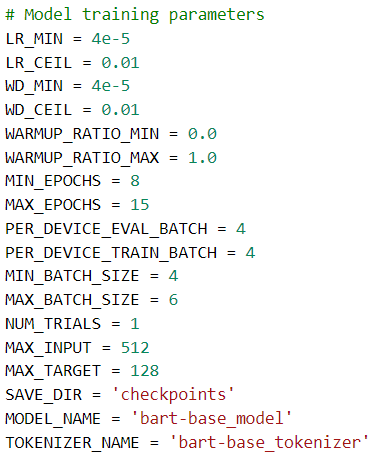 # Model training parameters
LR_MIN = 4e-5
LR_CEIL = 0.01
WD_MIN = 4e-5
WD_CEIL = 0.01
WARMUP_RATIO_MIN = 0.0
WARMUP_RATIO_MAX = 1.0
MIN_EPOCHS = 8
MAX_EPOCHS = 15
PER_DEVICE_EVAL_BATCH = 4
PER_DEVICE_TRAIN_BATCH = 4
MIN_BATCH_SIZE = 4
MAX_BATCH_SIZE = 6
NUM_TRIALS = 1
MAX_INPUT = 512
MAX_TARGET = 128
SAVE_DIR = 'checkpoints'
MODEL_NAME = 'bart-base_model'
TOKENIZER_NAME = 'bart-base_tokenizer'